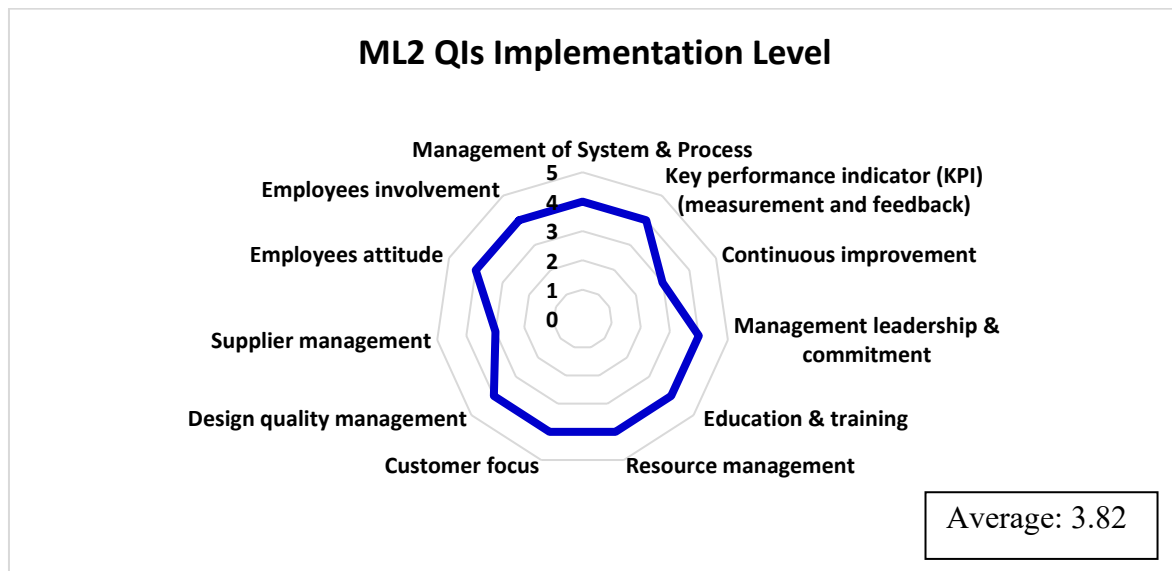 ML2 QIs Implementation Level
Management of System & Process
Key performance indicator (KPI)
(measurement and feedback)
Continuous improvement
Management leadership &
commitment
Education & training
Resource management
Customer focus
Design quality management
Supplier management
Employees attitude
Employees involvement
5
4
3
2
1
0
Average: 3.82